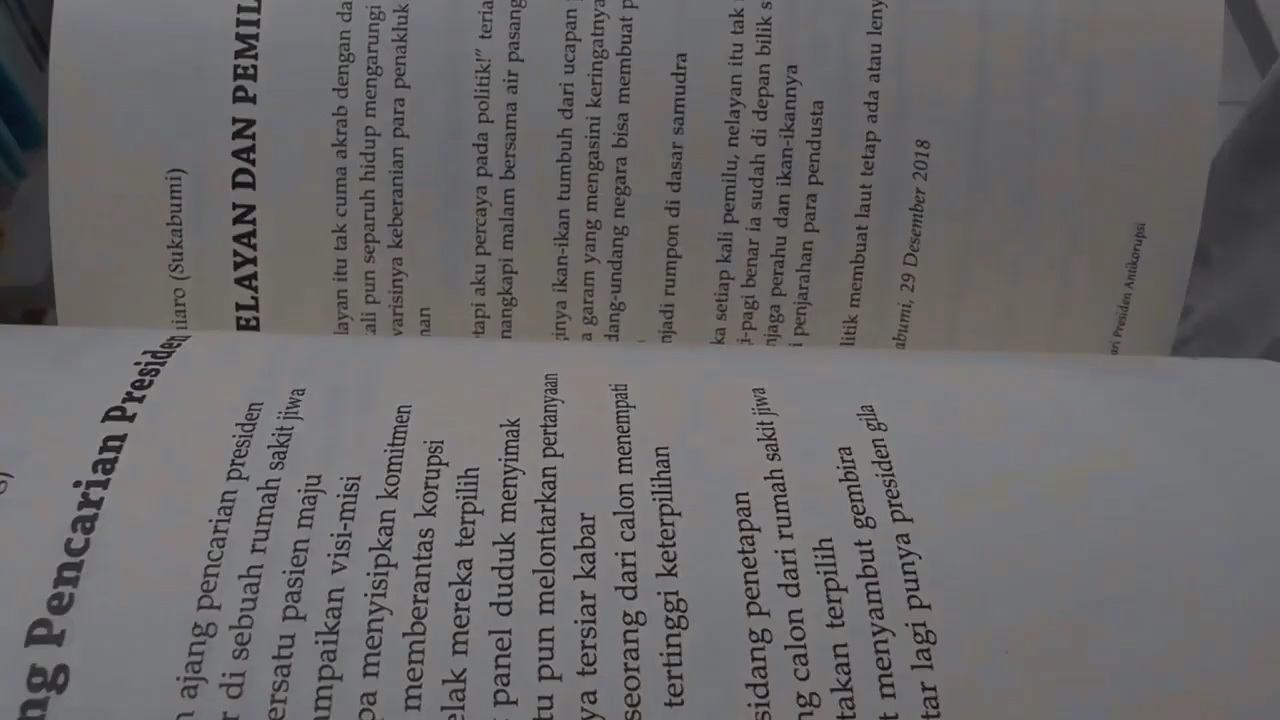 ng Pencarian Presiden
ajang pencarian presiden
r di sebuah rumah sakit jiwa
ersatu pasien maju
ampaikan visi-misi
pa menyisipkan komitmen
memberantas korupsi
elak mereka terpilih
panel duduk menyimak
tu pun melontarkan pertanyaan
ya tersiar kabar
seorang dari calon menempati
tertinggi keterpilihan
sidang penetapan
ng calon dari rumah sakit jiwa
takan terpilih
t menyambut gembira
tar lagi punya presiden gila
iaro (Sukabumi)
ELAYAN DAN PEMIL
layan itu tak cuma akrab dengan da
ali pun separuh hidup mengarungi
varisinya keberanian para penakluk
nan
tapi aku percaya pada politik!" teria
nangkapi malam bersama air pasang
inya ikan-ikan tumbuh dari ucapan
a garam yang mengasini keringatnya
dang-undang negara bisa membuat p
njadi rumpon di dasar samudra
ka setiap kali pemilu, nelayan itu tak
i-pagi benar ia sudah di depan bilik s
njaga perahu dan ikan-ikannya
i penjarahan para pendusta
litik membuat laut tetap ada atau leny
abumi, 29 Desember 2018
ari Presiden Antikorupsi